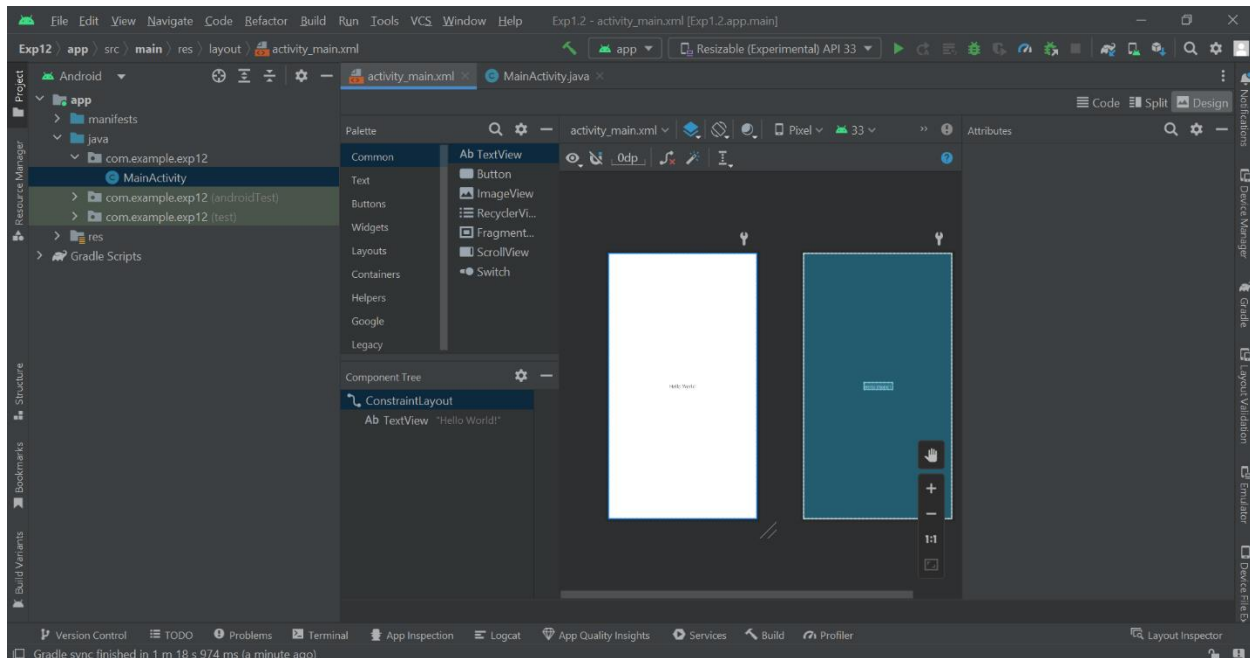 File Edit View Navigate Code Refactor Build Run Tools VCS Window Help Exp1.2 - activity_main.xml [Exp1.2.app.main]
Exp12 app src main res layout activity_main.xml app Resizable (Experimental) API 33
Project
Android
activity_main.xml MainActivity.java
Code Split Design
app
manifests
java
com.example.exp12
MainActivity
com.example.exp12 (androidTest)
com.example.exp12 (test)
res
Gradle Scripts
Resource Manager
Structure
Bookmarks
Build Variants
Palette
Common
Text
Buttons
Widgets
Layouts
Containers
Helpers
Google
Legacy
Ab TextView
Button
ImageView
RecyclerVi...
Fragment...
ScrollView
Switch
Component Tree
ConstraintLayout
Ab TextView "Hello World!"
activity_main.xml Pixel 33
0dp
Hello World!
1:1
Attributes
Notifications
Device Manager
Gradle
Layout Validation
Emulator
Device File Ex
Version Control TODO Problems Terminal App Inspection Logcat App Quality Insights Services Build Profiler Layout Inspector
Gradle sync finished in 1 m 18 s 974 ms (a minute ago)